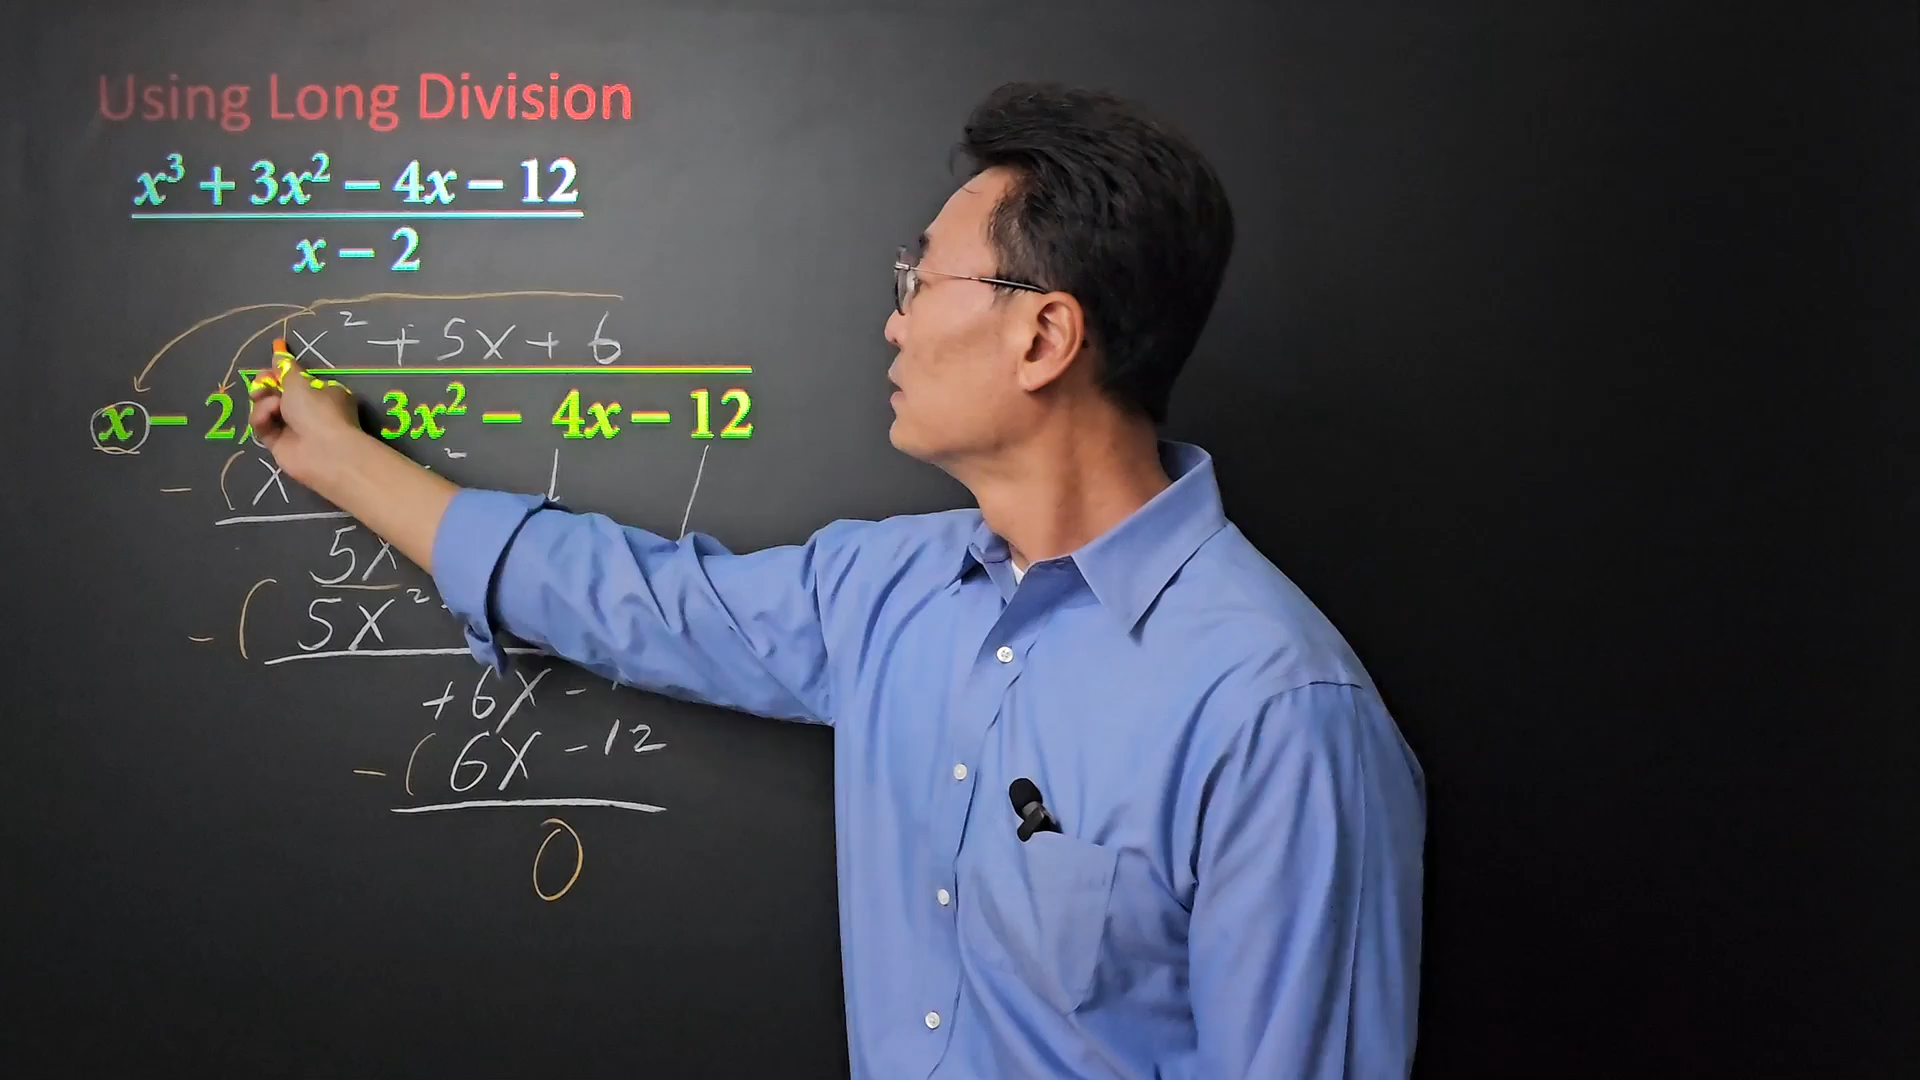 Using Long Division
x³ + 3x² − 4x − 12
x − 2
x² + 5x + 6
x − 2 3x² − 4x − 12
− (x ²
5x
− (5x²
+6x −
− (6x − 12
0